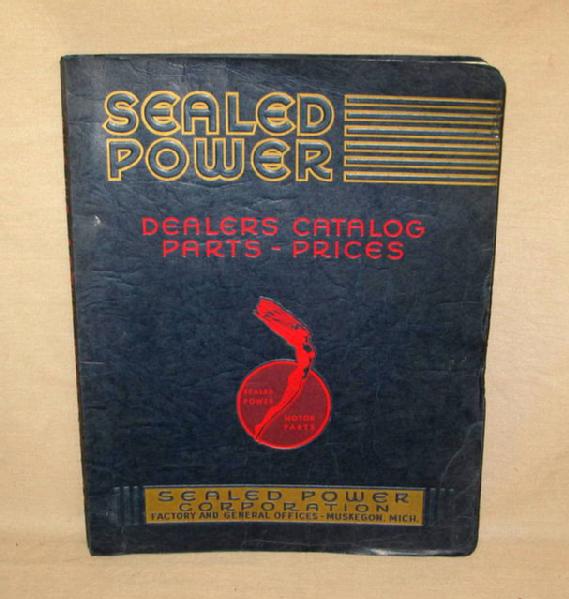 SEALED
POWER
DEALERS CATALOG
PARTS - PRICES
SEALED
POWER
MOTOR
PARTS
SEALED POWER
CORPORATION
FACTORY AND GENERAL OFFICES - MUSKEGON, MICH.